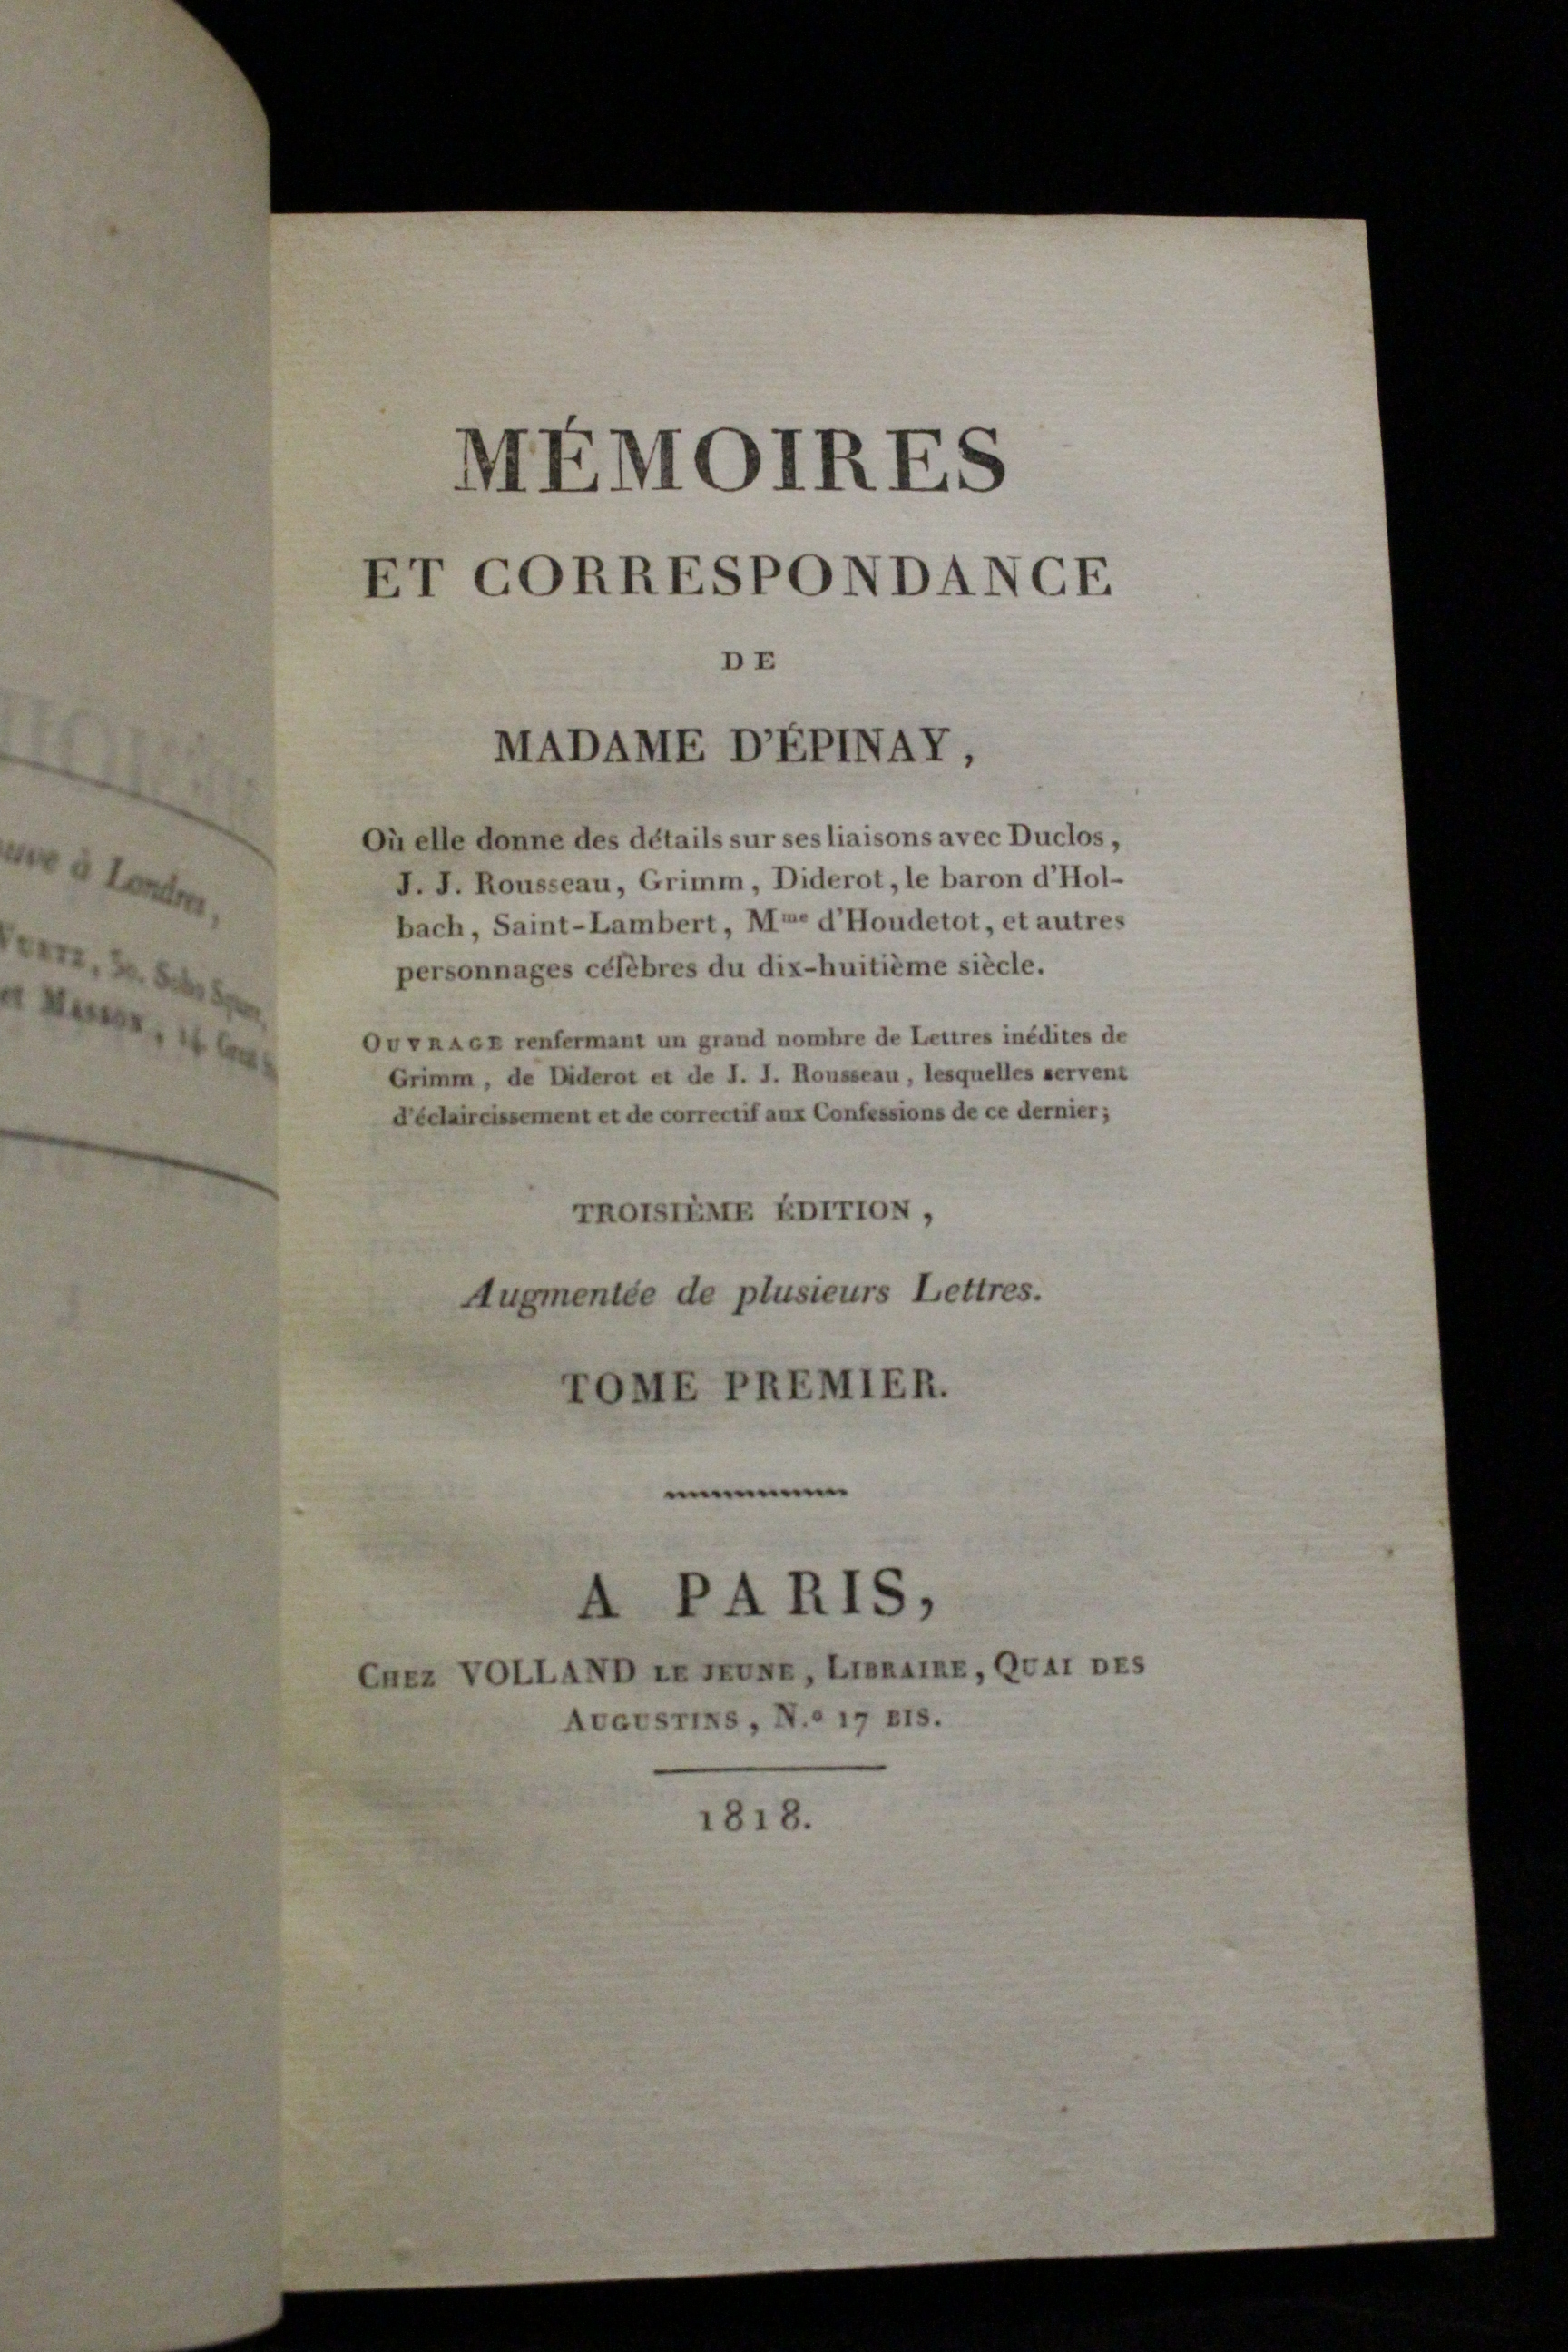 uve à Londres,
MÉMOIRES
ET CORRESPONDANCE
DE
MADAME D'ÉPINAY,
Où elle donne des détails sur ses liaisons avec Duclos,
J. J. Rousseau, Grimm, Diderot, le baron d'Hol-
bach, Saint-Lambert, Mme d'Houdetot, et autres
personnages célèbres du dix-huitième siècle.
OUVRAGE renfermant un grand nombre de Lettres inédites de
Grimm, de Diderot et de J. J. Rousseau, lesquelles servent
d'éclaircissement et de correctif aux Confessions de ce dernier;
TROISIÈME ÉDITION,
Augmentée de plusieurs Lettres.
TOME PREMIER.
A PARIS,
CHEZ VOLLAND LE JEUNE, LIBRAIRE, QUAI DES
AUGUSTINS, N.º 17 BIS.
1818.